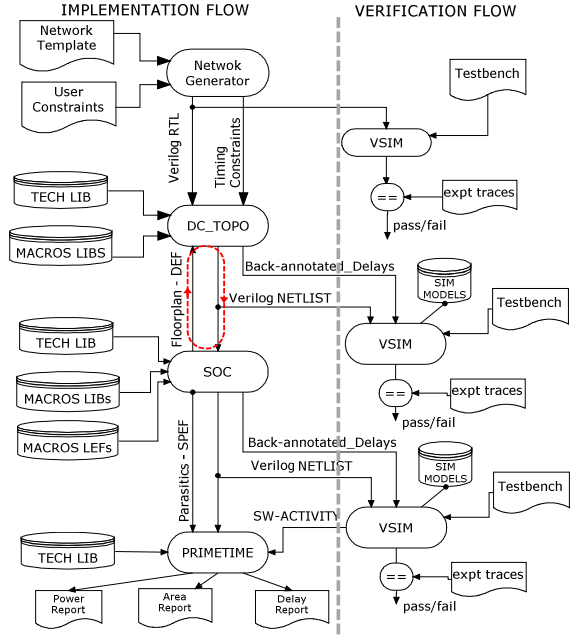 IMPLEMENTATION FLOW
VERIFICATION FLOW
Network
Template
User
Constraints
Netwok
Generator
Testbench
VSIM
Verilog RTL
Timing
Constraints
==
expt traces
pass/fail
TECH LIB
MACROS LIBS
DC_TOPO
Back-annotated_Delays
Floorplan - DEF
Verilog NETLIST
SIM
MODELS
Testbench
VSIM
TECH LIB
MACROS LIBs
MACROS LEFs
SOC
==
expt traces
pass/fail
Back-annotated_Delays
Verilog NETLIST
Parasitics - SPEF
SIM
MODELS
Testbench
SW-ACTIVITY
VSIM
TECH LIB
PRIMETIME
==
expt traces
pass/fail
Power
Report
Area
Report
Delay
Report